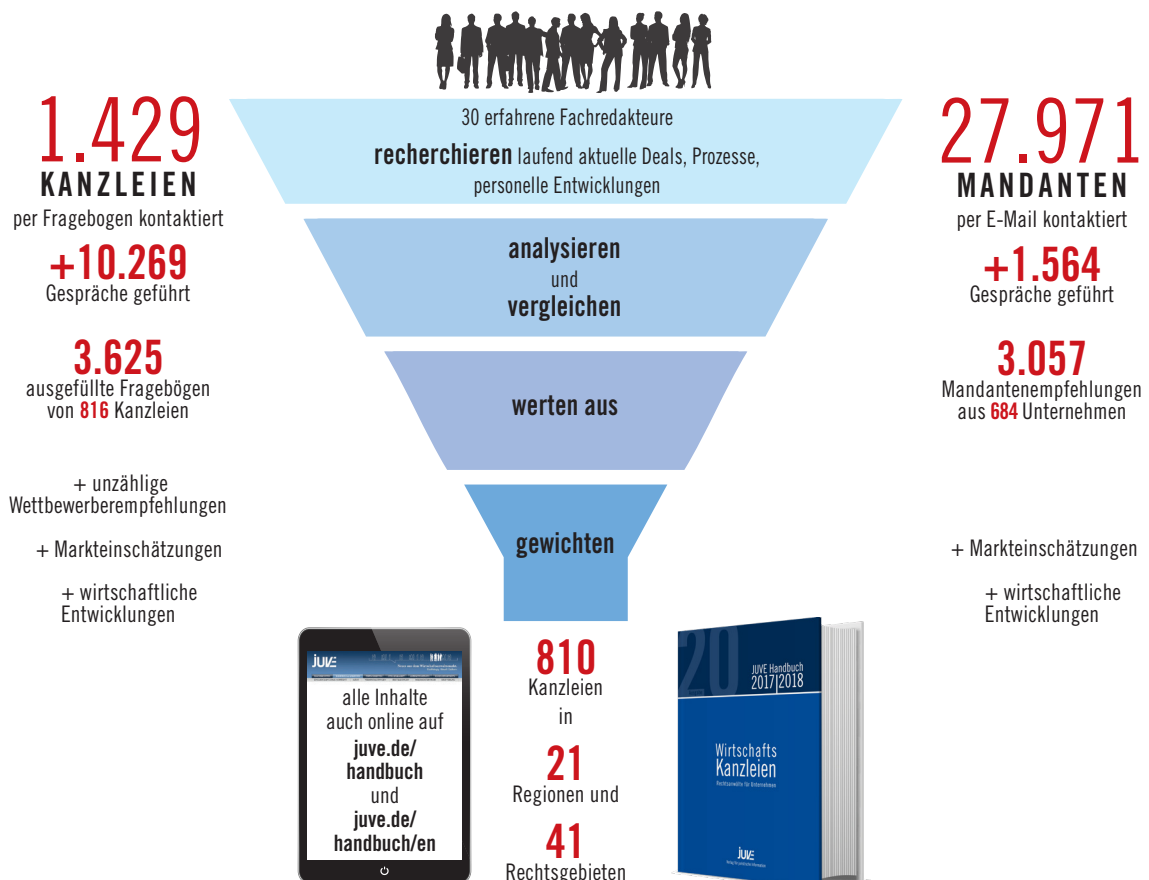 1.429
KANZLEIEN
per Fragebogen kontaktiert
+10.269
Gespräche geführt
3.625
ausgefüllte Fragebögen
von 816 Kanzleien
+ unzählige
Wettbewerberempfehlungen
+ Markteinschätzungen
+ wirtschaftliche
Entwicklungen
30 erfahrene Fachredakteure
recherchieren laufend aktuelle Deals, Prozesse,
personelle Entwicklungen
analysieren
und
vergleichen
werten aus
gewichten
27.971
MANDANTEN
per E-Mail kontaktiert
+1.564
Gespräche geführt
3.057
Mandantenempfehlungen
aus 684 Unternehmen
+ Markteinschätzungen
+ wirtschaftliche
Entwicklungen
JUVE
alle Inhalte
auch online auf
juve.de/
handbuch
und
juve.de/
handbuch/en
810
Kanzleien
in
21
Regionen und
41
Rechtsgebieten
20
JUVE Handbuch
2017|2018
Wirtschafts
Kanzleien
Rechtsanwälte für Unternehmen
JUVE